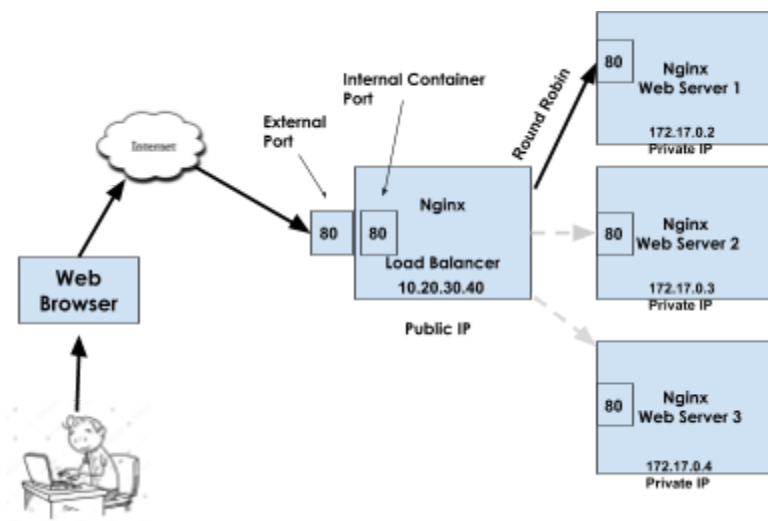 Internet
Web
Browser
External
Port
Internal Container
Port
80
80
Nginx
Load Balancer
10.20.30.40
Public IP
Round Robin
80
Nginx
Web Server 1
172.17.0.2
Private IP
80
Nginx
Web Server 2
172.17.0.3
Private IP
80
Nginx
Web Server 3
172.17.0.4
Private IP